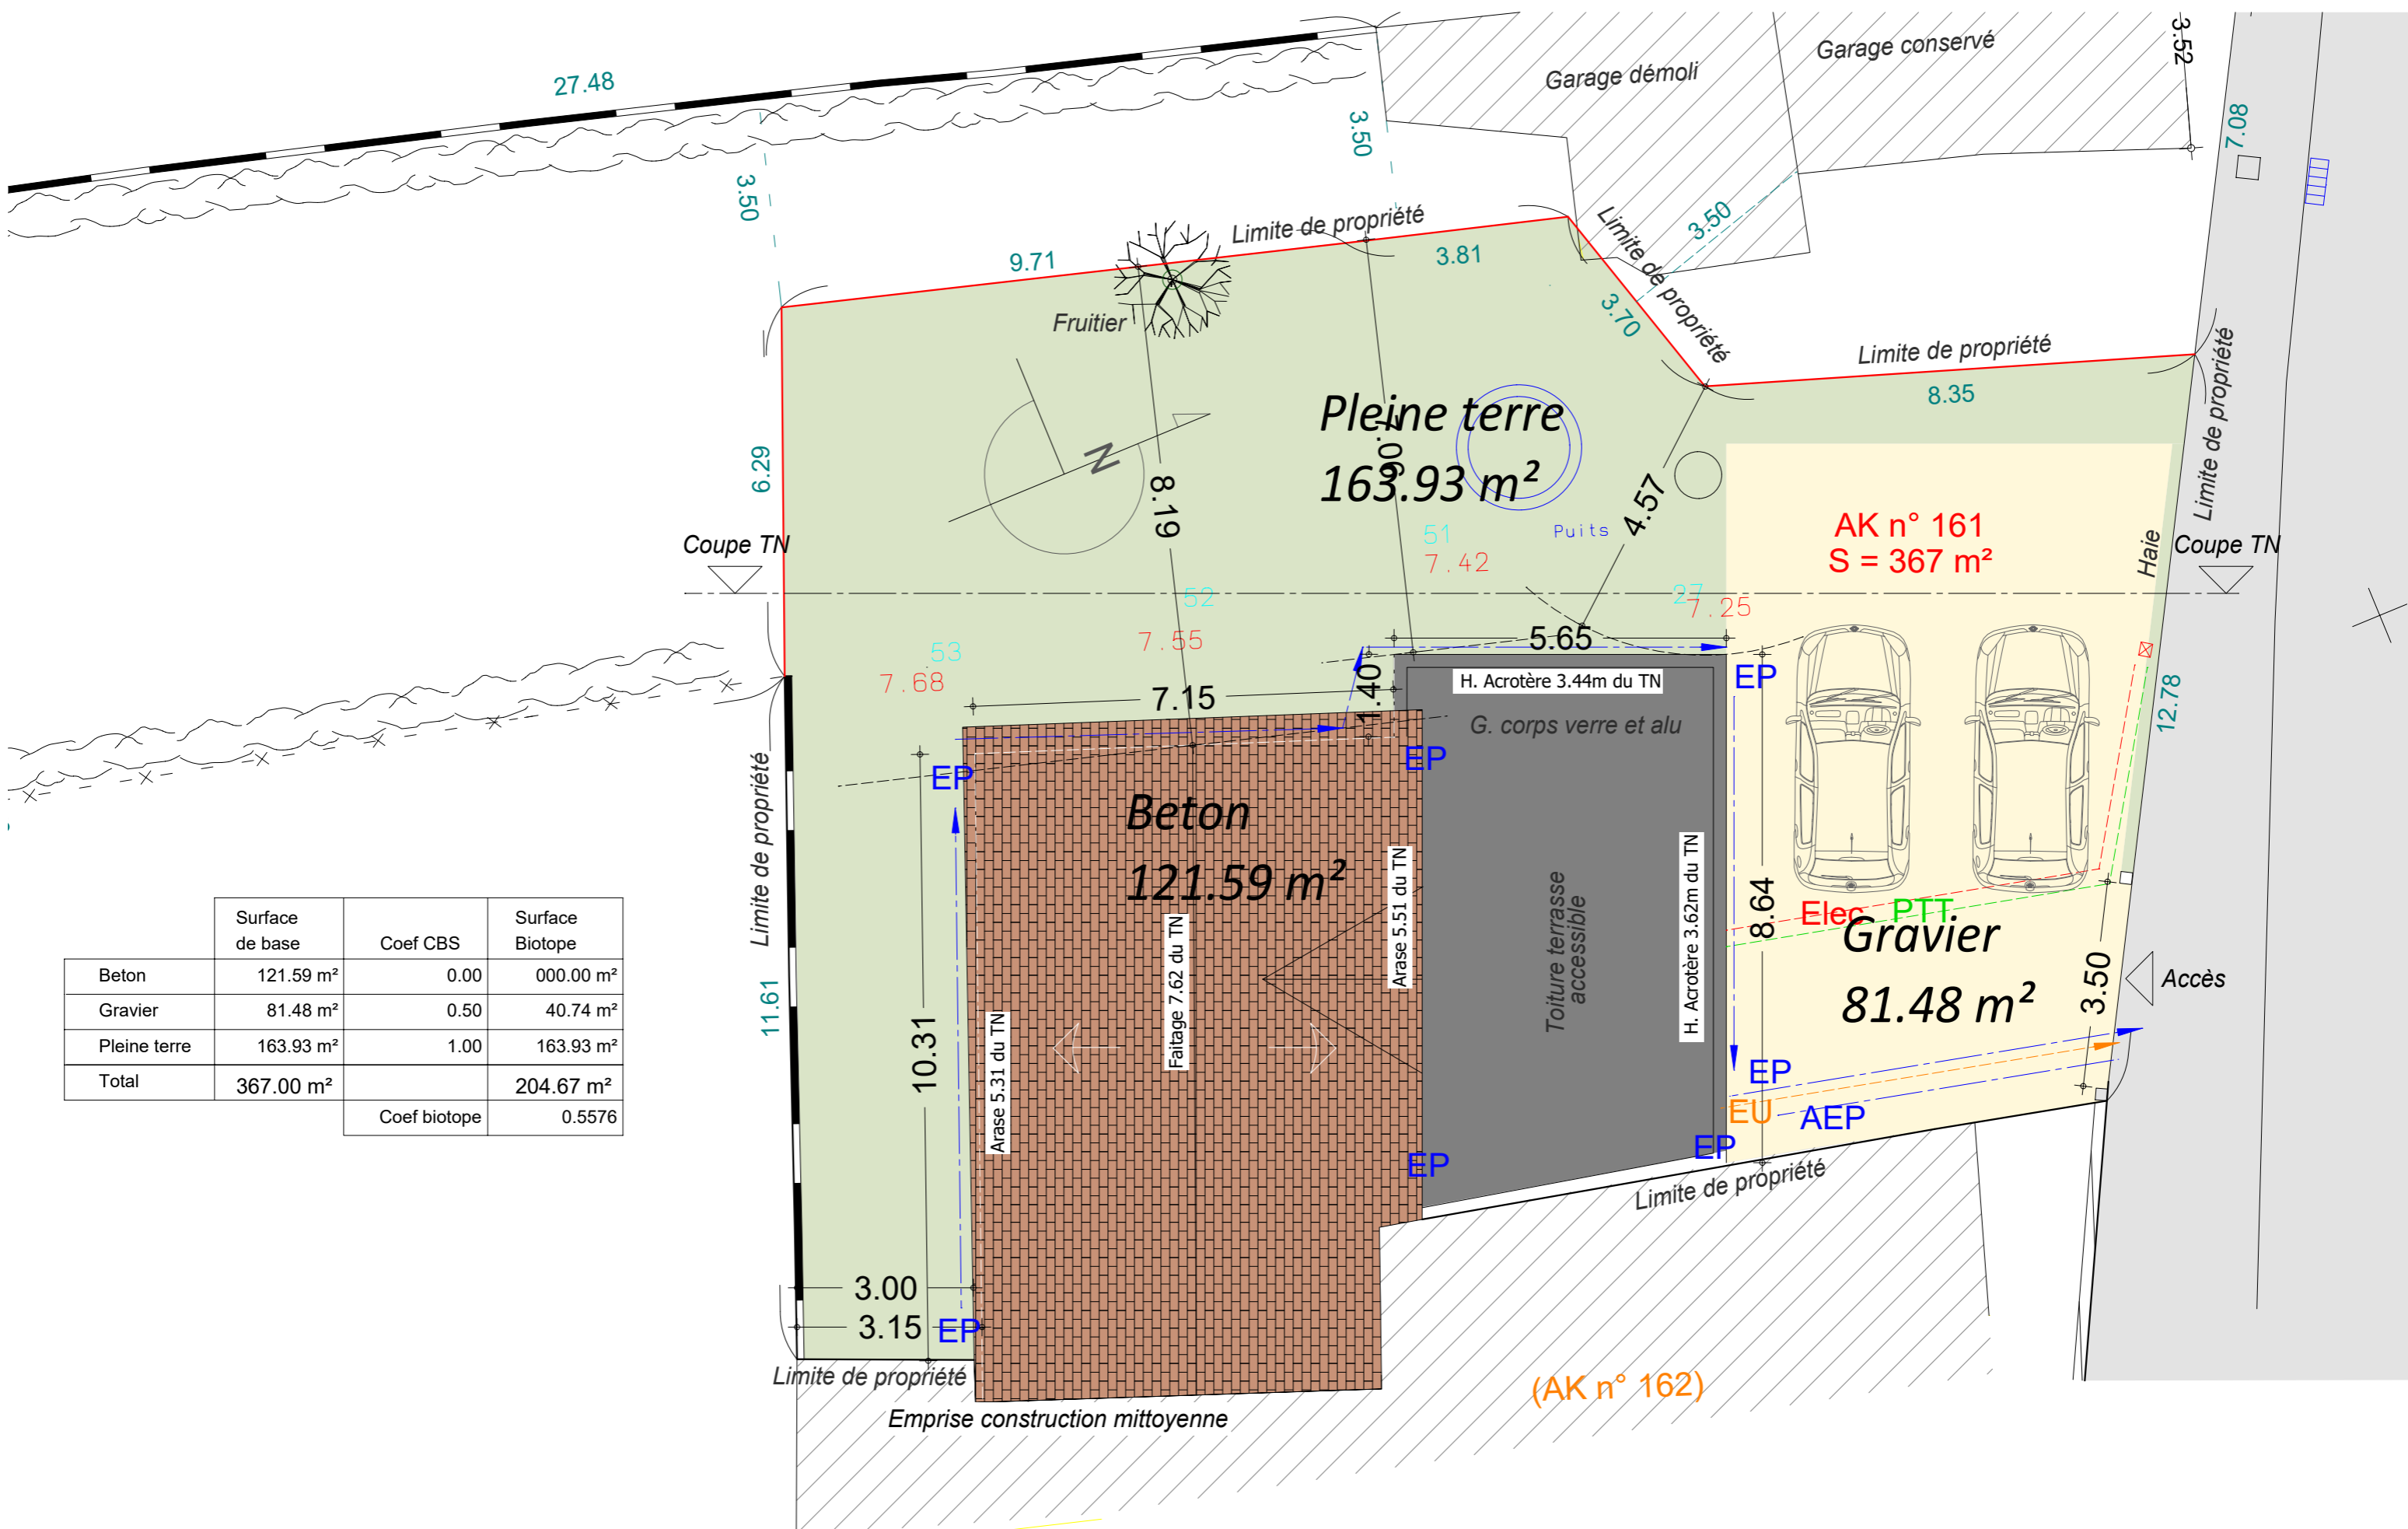 27.48
Garage démoli
Garage conservé
3.52
7.08
3.50
3.50
3.50
Limite de propriété
9.71
3.81
Limite de propriété
3.70
Fruitier
Limite de propriété
8.35
Limite de propriété
Pleine terre
163.93 m²
7.06
N
8.19
4.57
6.29
Puits
51
7.42
AK n° 161
S = 367 m²
Haie
Coupe TN
Coupe TN
52
7.55
27
7.25
53
7.68
5.65
1.40
7.15
H. Acrotère 3.44m du TN
G. corps verre et alu
EP
EP
EP
12.78
Limite de propriété
Beton
121.59 m²
Arase 5.51 du TN
Toiture terrasse
accessible
H. Acrotère 3.62m du TN
8.64
Elec
PTT
Gravier
81.48 m²
3.50
Accès
Faitage 7.62 du TN
Arase 5.31 du TN
10.31
11.61
Surface
de base
Coef CBS
Surface
Biotope
Beton 121.59 m² 0.00 000.00 m²
Gravier 81.48 m² 0.50 40.74 m²
Pleine terre 163.93 m² 1.00 163.93 m²
Total 367.00 m² 204.67 m²
Coef biotope 0.5576
EP
EU
AEP
EP
EP
Limite de propriété
3.00
3.15
EP
Limite de propriété
Emprise construction mittoyenne
(AK n° 162)